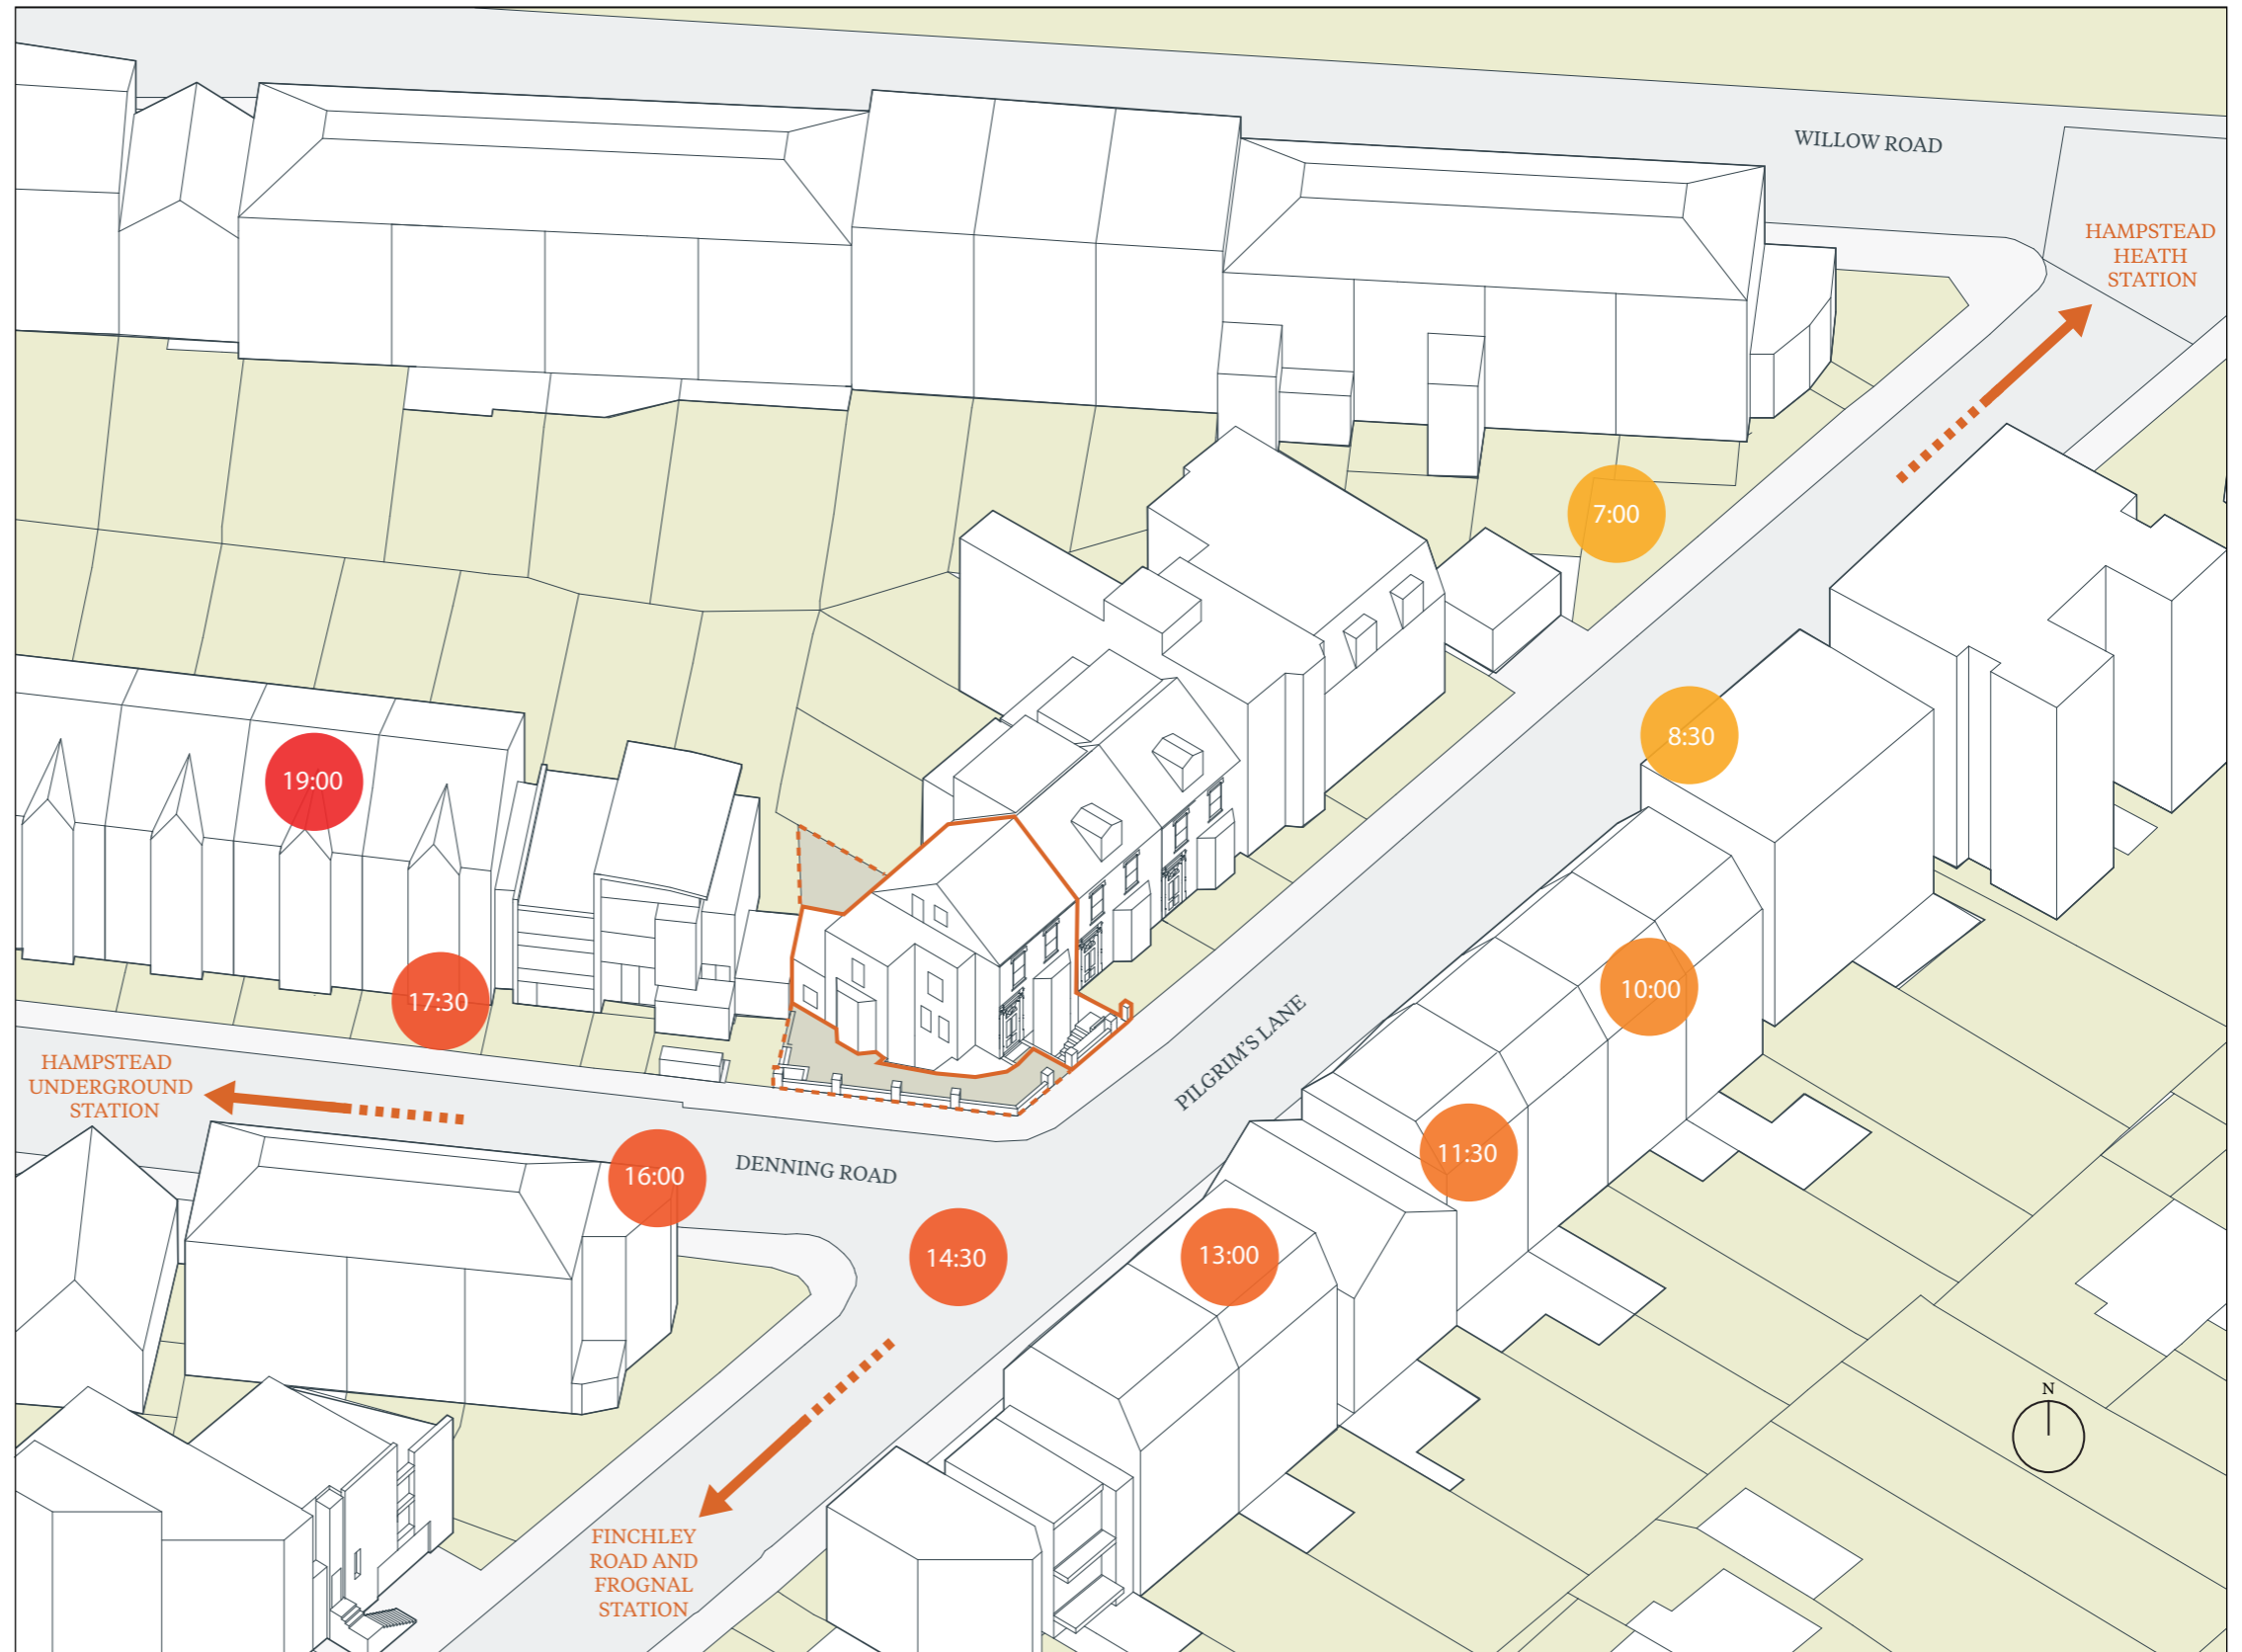 WILLOW ROAD
HAMPSTEAD
HEATH
STATION
7:00
8:30
19:00
10:00
17:30
PILGRIM'S LANE
HAMPSTEAD
UNDERGROUND
STATION
11:30
16:00
DENNING ROAD
14:30
13:00
N
FINCHLEY
ROAD AND
FROGNAL
STATION